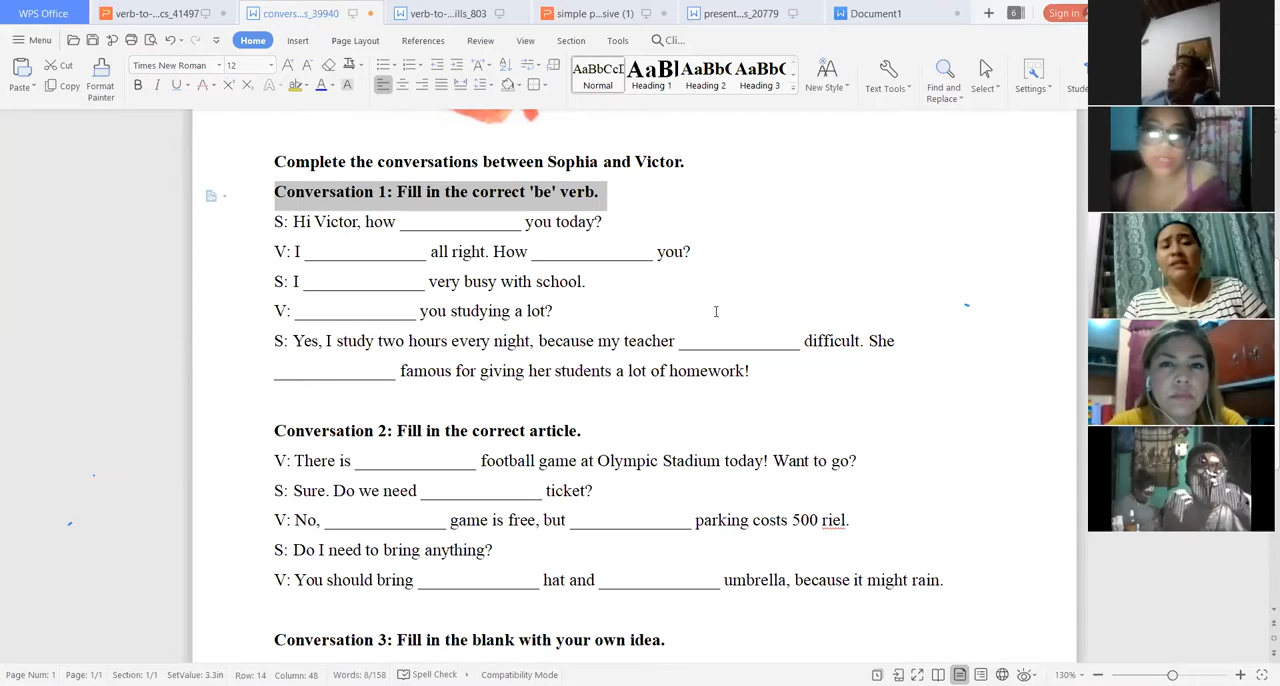 WPS Office
verb-to-...cs_41497
convers...s_39940
verb-to-...ills_803
simple p...sive (1)
present...s_20779
Document1
6
Sign in
Menu
Home
Insert
Page Layout
References
Review
View
Section
Tools
Cli...
Paste
Cut
Copy
Format Painter
Times New Roman
12
AaBbCcI
Normal
AaBl
Heading 1
AaBb(
Heading 2
AaBbC(
Heading 3
New Style
Text Tools
Find and Replace
Select
Settings
Complete the conversations between Sophia and Victor.
Conversation 1: Fill in the correct 'be' verb.
S: Hi Victor, how ______________ you today?
V: I ______________ all right. How ______________ you?
S: I ______________ very busy with school.
V: ______________ you studying a lot?
S: Yes, I study two hours every night, because my teacher ______________ difficult. She
______________ famous for giving her students a lot of homework!
Conversation 2: Fill in the correct article.
V: There is ______________ football game at Olympic Stadium today! Want to go?
S: Sure. Do we need ______________ ticket?
V: No, ______________ game is free, but ______________ parking costs 500 riel.
S: Do I need to bring anything?
V: You should bring ______________ hat and ______________ umbrella, because it might rain.
Conversation 3: Fill in the blank with your own idea.
Page Num: 1 Page: 1/1 Section: 1/1 SetValue: 3.3in Row: 14 Column: 48 Words: 8/158 Spell Check Compatibility Mode 130%